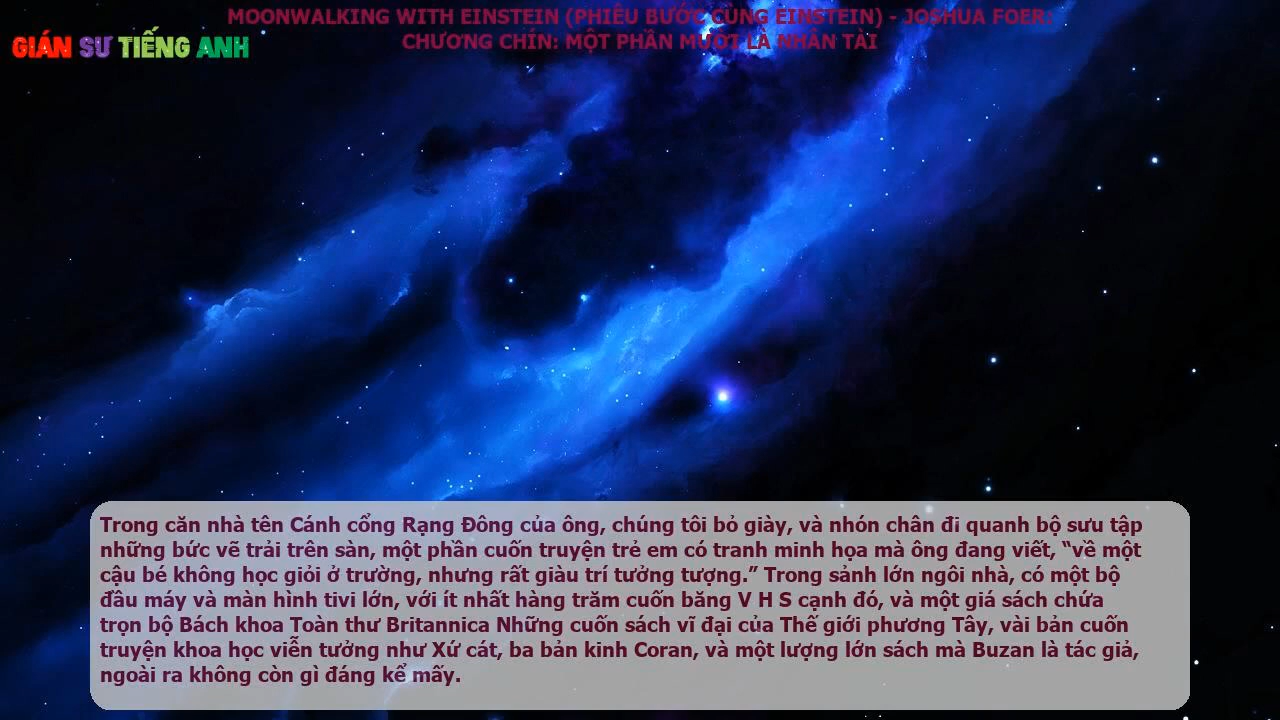 MOONWALKING WITH EINSTEIN (PHIÊU BƯỚC CÙNG EINSTEIN) - JOSHUA FOER:
CHƯƠNG CHÍN: MỘT PHẦN MƯỜI LÀ NHÂN TÀI
GIÁN SƯ TIẾNG ANH
Trong căn nhà tên Cánh cổng Rạng Đông của ông, chúng tôi bỏ giày, và nhón chân đi quanh bộ sưu tập
những bức vẽ trải trên sàn, một phần cuốn truyện trẻ em có tranh minh họa mà ông đang viết, “về một
cậu bé không học giỏi ở trường, nhưng rất giàu trí tưởng tượng.” Trong sảnh lớn ngôi nhà, có một bộ
đầu máy và màn hình tivi lớn, với ít nhất hàng trăm cuốn băng V H S cạnh đó, và một giá sách chứa
trọn bộ Bách khoa Toàn thư Britannica Những cuốn sách vĩ đại của Thế giới phương Tây, vài bản cuốn
truyện khoa học viễn tưởng như Xứ cát, ba bản kinh Coran, và một lượng lớn sách mà Buzan là tác giả,
ngoài ra không còn gì đáng kể mấy.